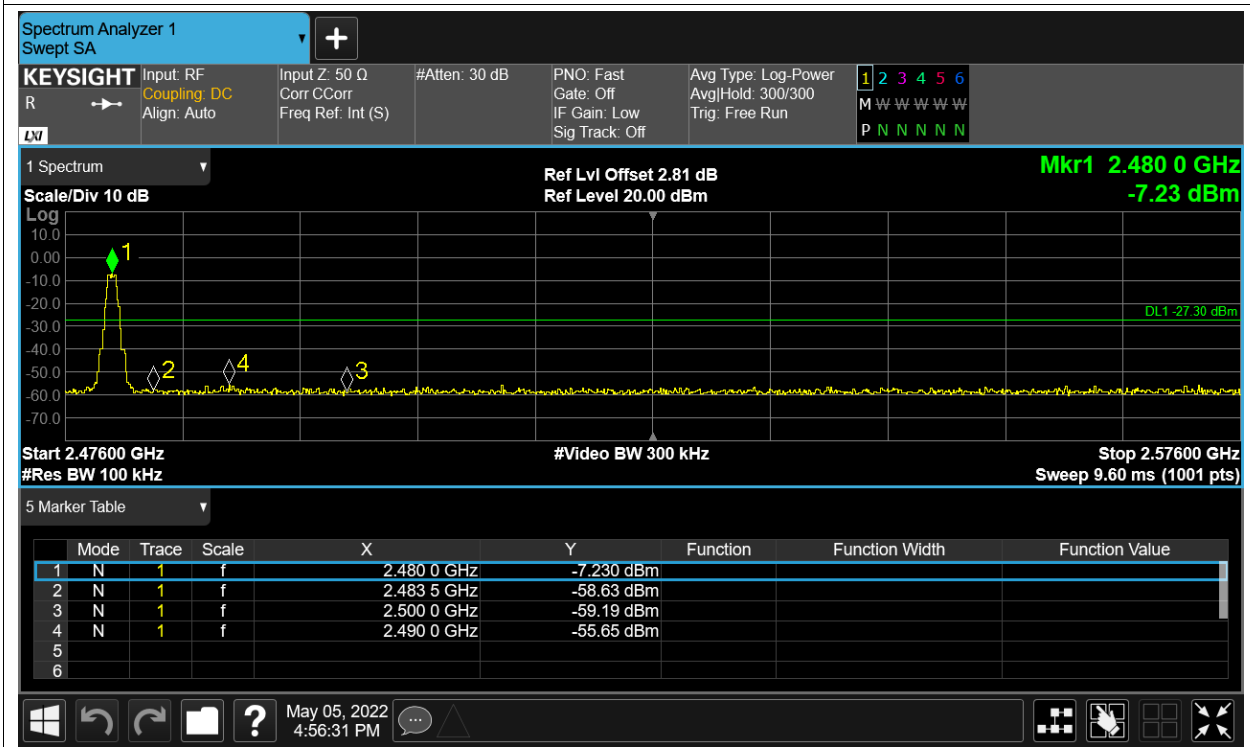 Spectrum Analyzer 1
Swept SA
KEYSIGHT Input: RF Input Z: 50 Ω #Atten: 30 dB PNO: Fast Avg Type: Log-Power 1 2 3 4 5 6
R Coupling: DC Corr CCorr Gate: Off Avg|Hold: 300/300 M W W W W W
Align: Auto Freq Ref: Int (S) IF Gain: Low Trig: Free Run
LXI Sig Track: Off P N N N N N
1 Spectrum Ref Lvl Offset 2.81 dB Mkr1 2.480 0 GHz
Scale/Div 10 dB Ref Level 20.00 dBm -7.23 dBm
Log
10.0
1
0.00
-10.0
-20.0
DL1 -27.30 dBm
-30.0
-40.0
2 4 3
-50.0
-60.0
-70.0
Start 2.47600 GHz #Video BW 300 kHz Stop 2.57600 GHz
#Res BW 100 kHz Sweep 9.60 ms (1001 pts)
5 Marker Table
Mode Trace Scale X Y Function Function Width Function Value
1 N 1 f 2.480 0 GHz -7.230 dBm
2 N 1 f 2.483 5 GHz -58.63 dBm
3 N 1 f 2.500 0 GHz -59.19 dBm
4 N 1 f 2.490 0 GHz -55.65 dBm
5
6
? May 05, 2022
4:56:31 PM